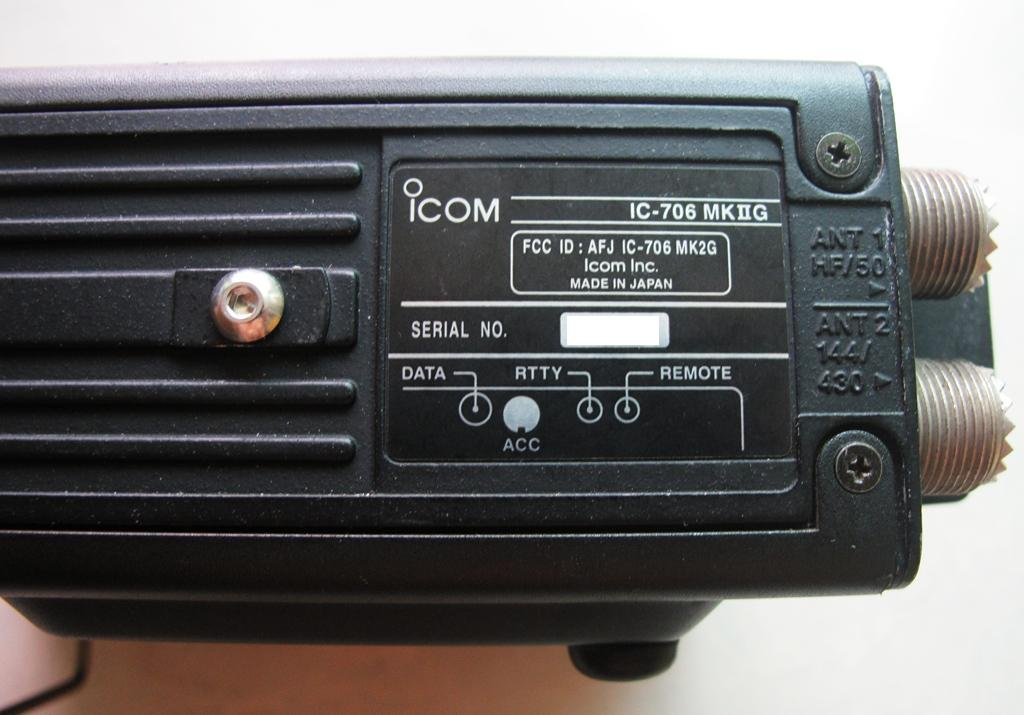 ICOM
IC-706 MKIIG
FCC ID : AFJ IC-706 MK2G
Icom Inc.
MADE IN JAPAN
SERIAL NO.
DATA RTTY REMOTE
ACC
ANT 1
HF/50
ANT 2
144/
430